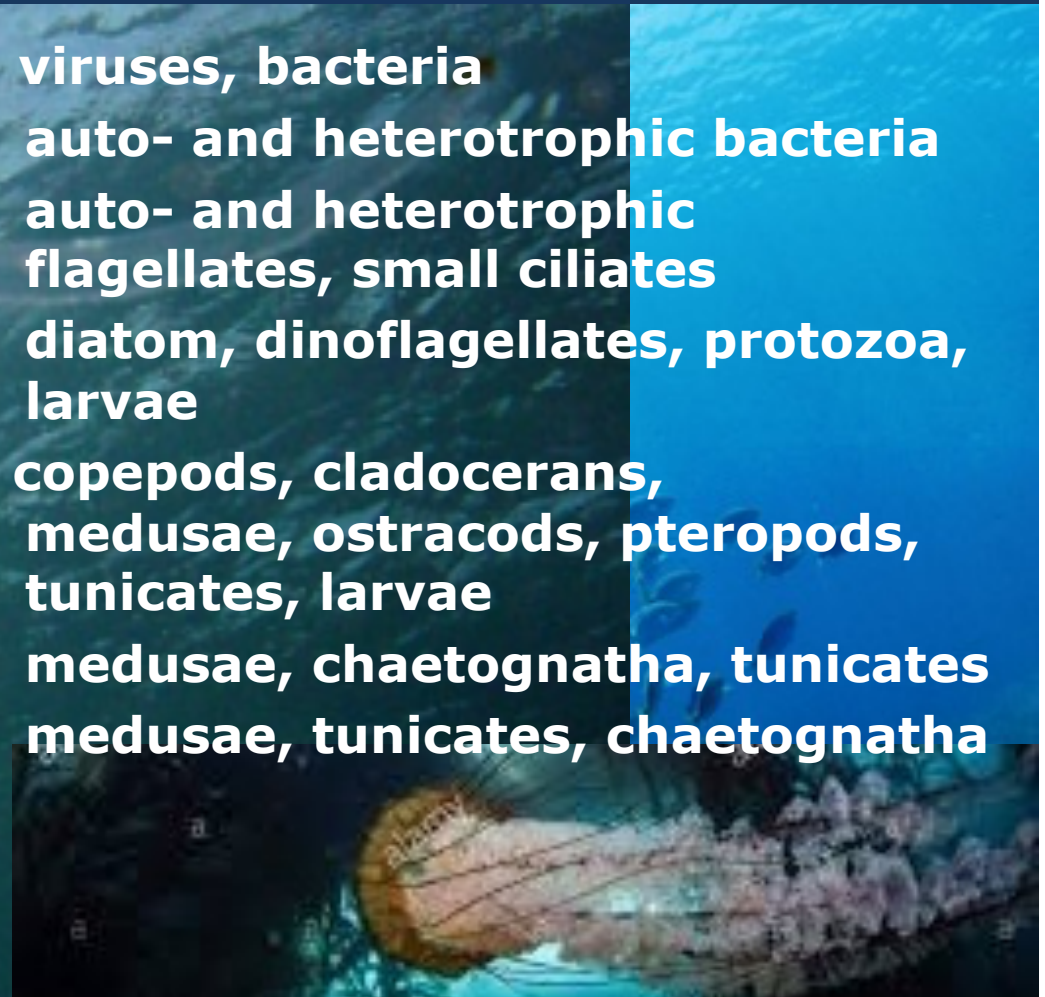 viruses, bacteria
auto- and heterotrophic bacteria
auto- and heterotrophic
flagellates, small ciliates
diatom, dinoflagellates, protozoa,
larvae
copepods, cladocerans,
medusae, ostracods, pteropods,
tunicates, larvae
medusae, chaetognatha, tunicates
medusae, tunicates, chaetognatha
a
alamy
a
a